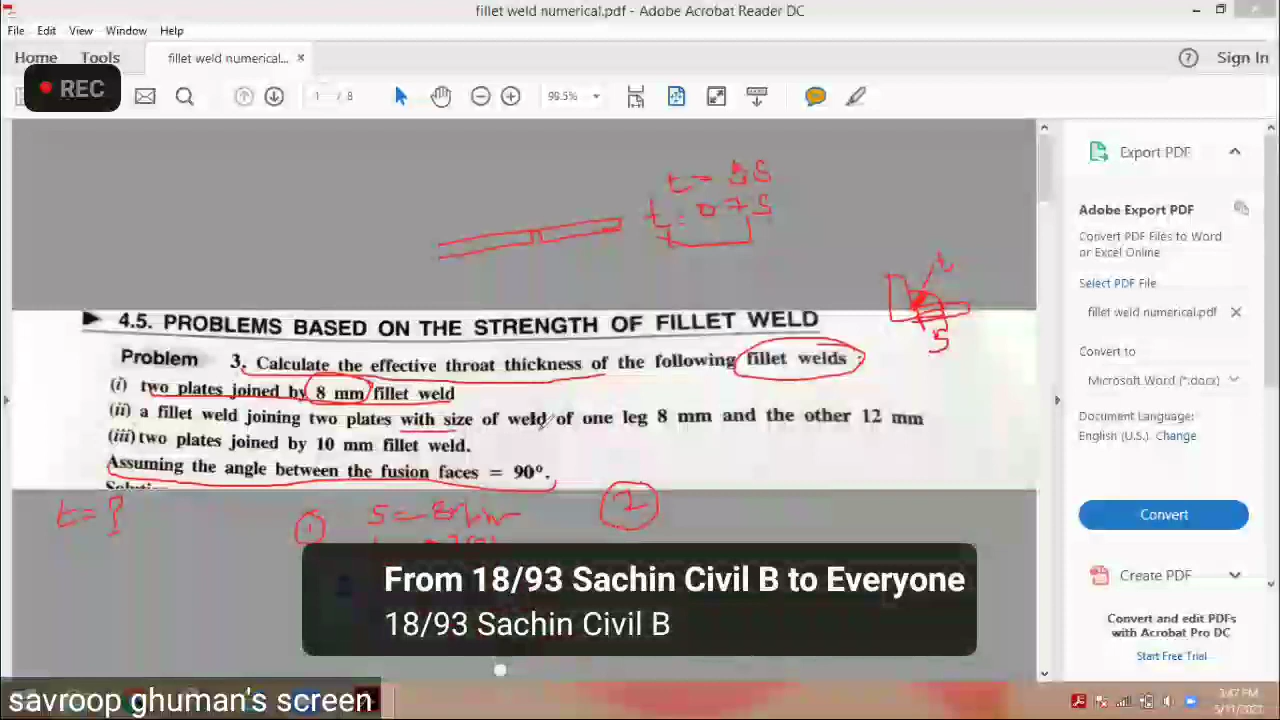 fillet weld numerical.pdf - Adobe Acrobat Reader DC
File Edit View Window Help
Home Tools fillet weld numerical... ×
Sign In
REC
1 / 8
99.5%
t = S
t = 0.7 S
t
S
4.5. PROBLEMS BASED ON THE STRENGTH OF FILLET WELD
Problem 3. Calculate the effective throat thickness of the following fillet welds :
(i) two plates joined by 8 mm fillet weld
(ii) a fillet weld joining two plates with size of weld of one leg 8 mm and the other 12 mm
(iii) two plates joined by 10 mm fillet weld.
Assuming the angle between the fusion faces = 90°.
Solution
t = ?
1
S = 8mm
2
From 18/93 Sachin Civil B to Everyone
18/93 Sachin Civil B
savroop ghuman's screen
Export PDF
Adobe Export PDF
Convert PDF Files to Word
or Excel Online
Select PDF File
fillet weld numerical.pdf ×
Convert to
Microsoft Word (*.docx)
Document Language:
English (U.S.) Change
Convert
Create PDF
Convert and edit PDFs
with Acrobat Pro DC
Start Free Trial
3:47 PM
5/11/2021